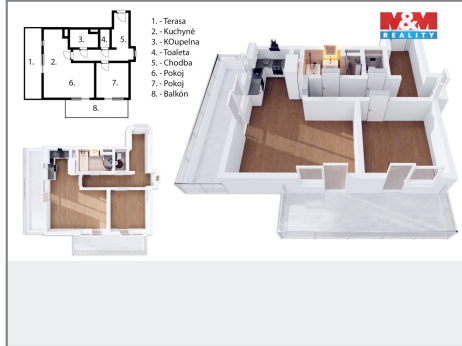 1. - Terasa
2. - Kuchyně
3. - KOupelna
4. - Toaleta
5. - Chodba
6. - Pokoj
7. - Pokoj
8. - Balkón
M&M
REALITY
1.
2.
3.
4.
5.
6.
7.
8.